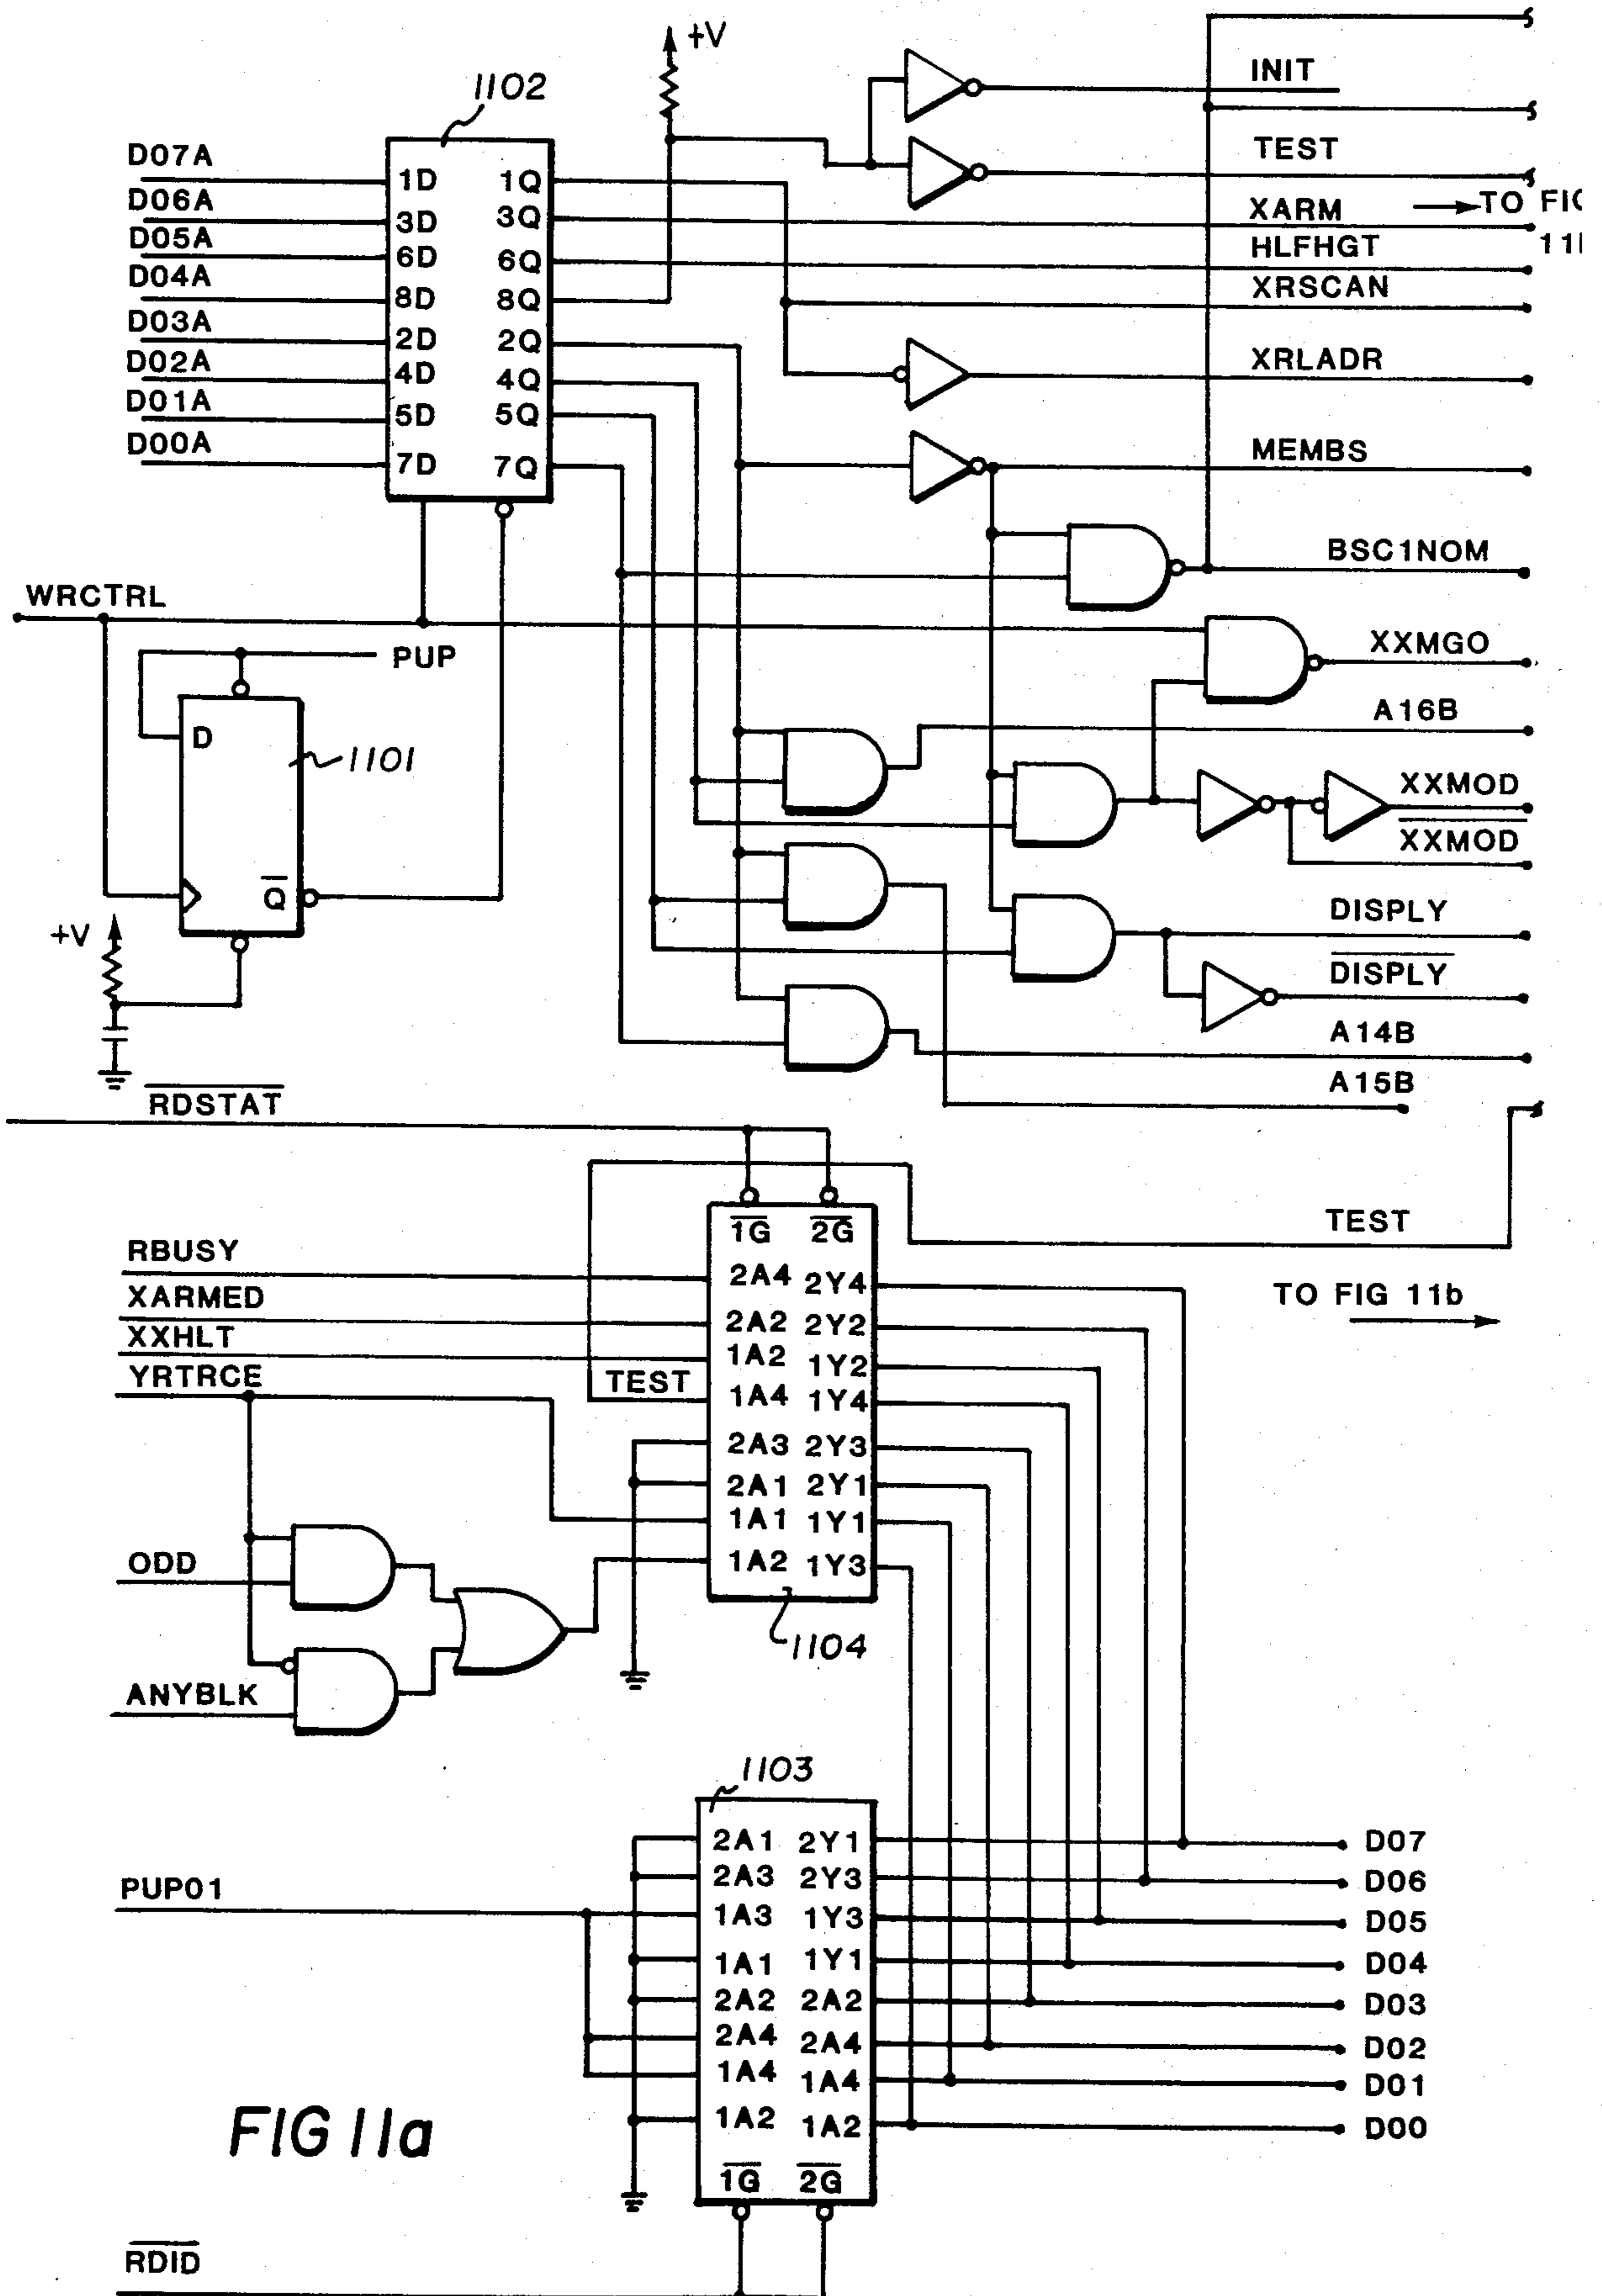 +V
1102
INIT
D07A
1D 1Q
TEST
D06A
3D 3Q
XARM
TO FI
D05A
6D 6Q
HLFHGT
11
D04A
8D 8Q
XRSCAN
D03A
2D 2Q
D02A
4D 4Q
XRLADR
D01A
5D 5Q
D00A
7D 7Q
MEMBS
BSC1NOM
WRCTRL
PUP
XXMGO
A16B
D
1101
XXMOD
XXMOD
Q
DISPLY
+V
DISPLY
A14B
A15B
RDSTAT
1G 2G
TEST
RBUSY
2A4 2Y4
XARMED
2A2 2Y2
TO FIG 11b
XXHLT
1A2 1Y2
YRTRCE
TEST
1A4 1Y4
2A3 2Y3
2A1 2Y1
1A1 1Y1
ODD
1A2 1Y3
1104
ANYBLK
1103
2A1 2Y1 D07
2A3 2Y3 D06
PUP01
1A3 1Y3 D05
1A1 1Y1 D04
2A2 2A2 D03
2A4 2A4 D02
1A4 1A4 D01
1A2 1A2 D00
FIG 11a
1G 2G
RDID